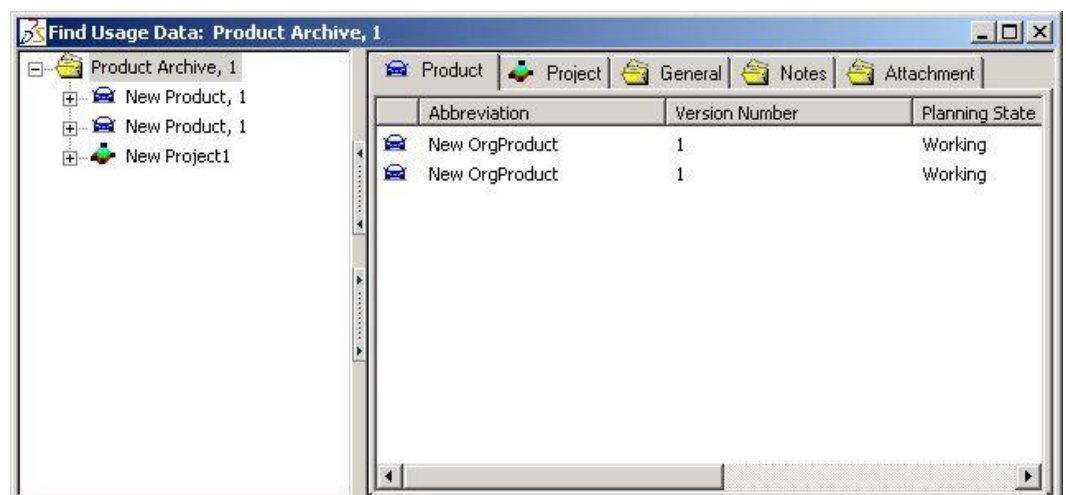 Find Usage Data: Product Archive, 1
Product Archive, 1
New Product, 1
New Product, 1
New Project1
Product Project General Notes Attachment
Abbreviation Version Number Planning State
New OrgProduct 1 Working
New OrgProduct 1 Working